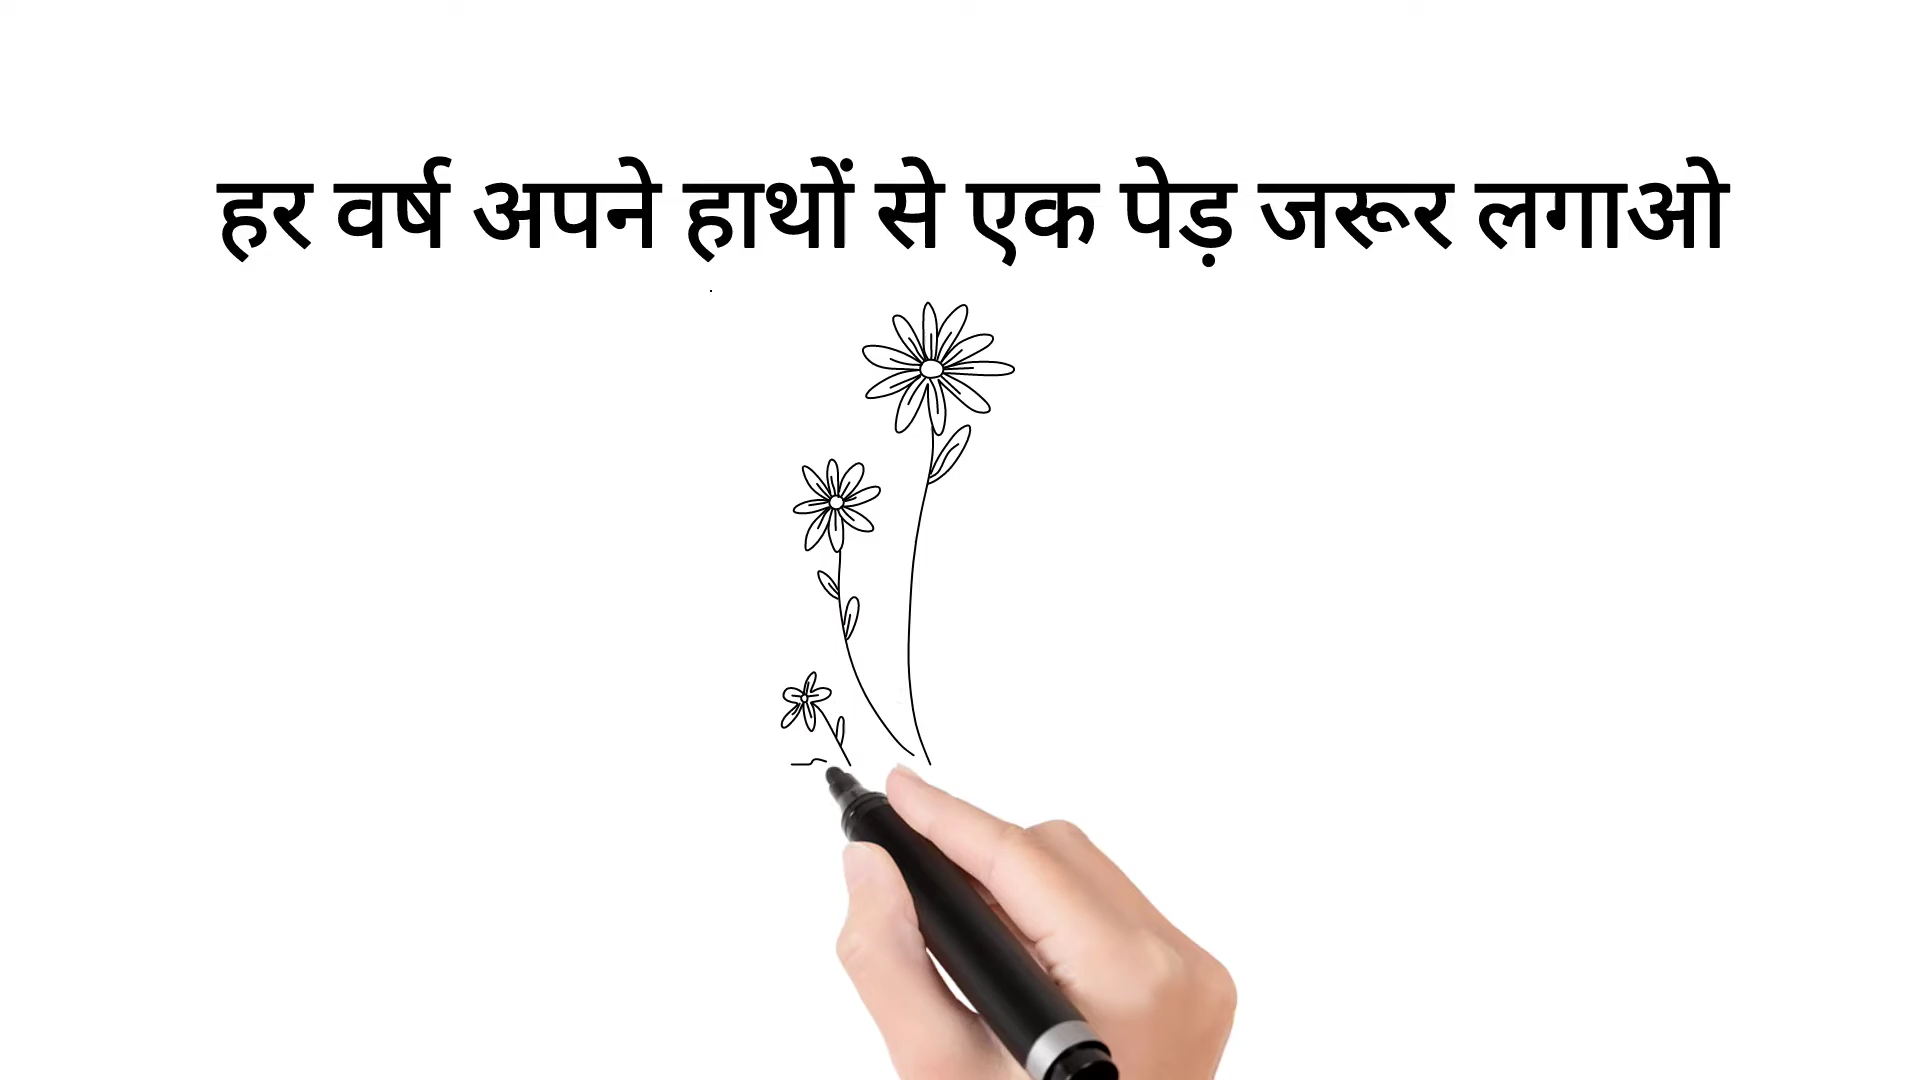 हर वर्ष अपने हाथों से एक पेड़ जरूर लगाओ